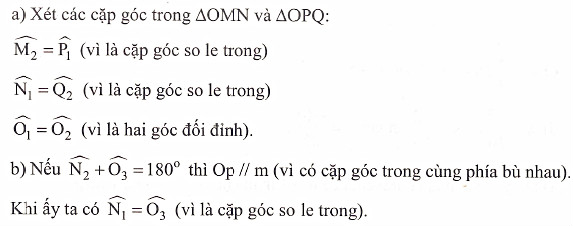 a) Xét các cặp góc trong ΔOMN và ΔOPQ:
$\widehat{M_2} = \widehat{P_1}$ (vì là cặp góc so le trong)
$\widehat{N_1} = \widehat{Q_2}$ (vì là cặp góc so le trong)
$\widehat{O_1} = \widehat{O_2}$ (vì là hai góc đối đỉnh).
b) Nếu $\widehat{N_2} + \widehat{O_3} = 180^o$ thì Op // m (vì có cặp góc trong cùng phía bù nhau).
Khi ấy ta có $\widehat{N_1} = \widehat{O_3}$ (vì là cặp góc so le trong).